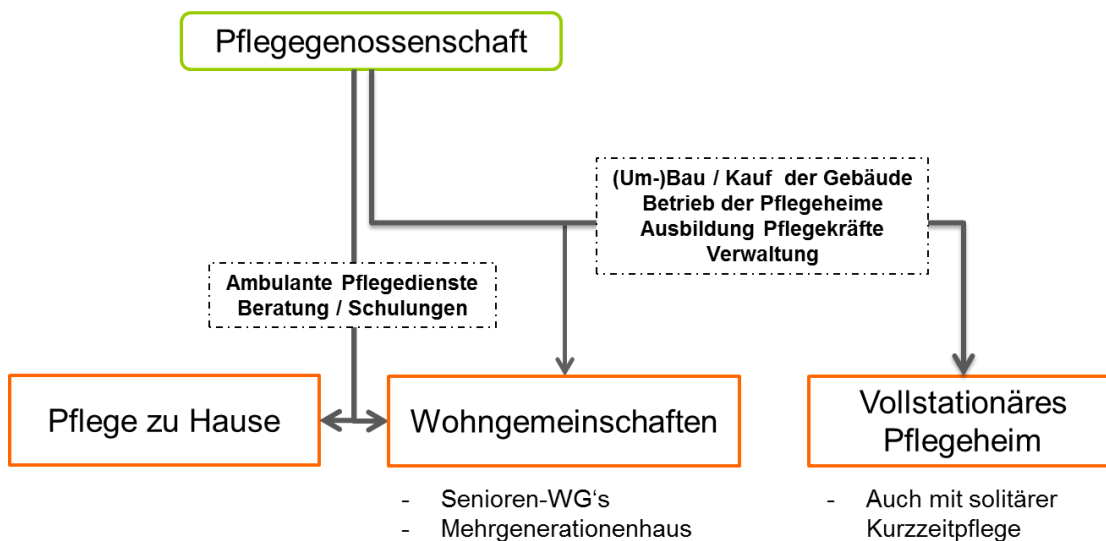 Pflegegenossenschaft
(Um-)Bau / Kauf der Gebäude
Betrieb der Pflegeheime
Ausbildung Pflegekräfte
Verwaltung
Ambulante Pflegedienste
Beratung / Schulungen
Pflege zu Hause
Wohngemeinschaften
Vollstationäres
Pflegeheim
- Senioren-WG‘s
- Mehrgenerationenhaus
- Auch mit solitärer
Kurzzeitpflege